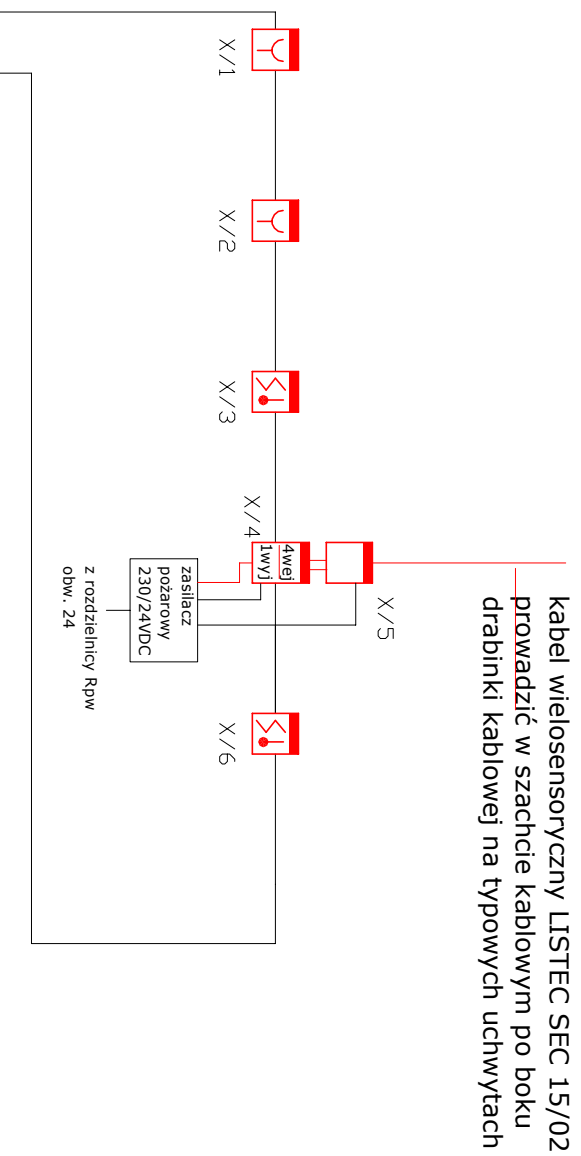 kabel wielosensoryczny LISTEC SEC 15/02
prowadzić w szachcie kablowym po boku
drabinki kablowej na typowych uchwytach
X/1
X/2
X/3
X/4
4wej
1wyj
X/5
X/6
zasilacz
pożarowy
230/24VDC
z rozdzielnicy Rpw
obw. 24